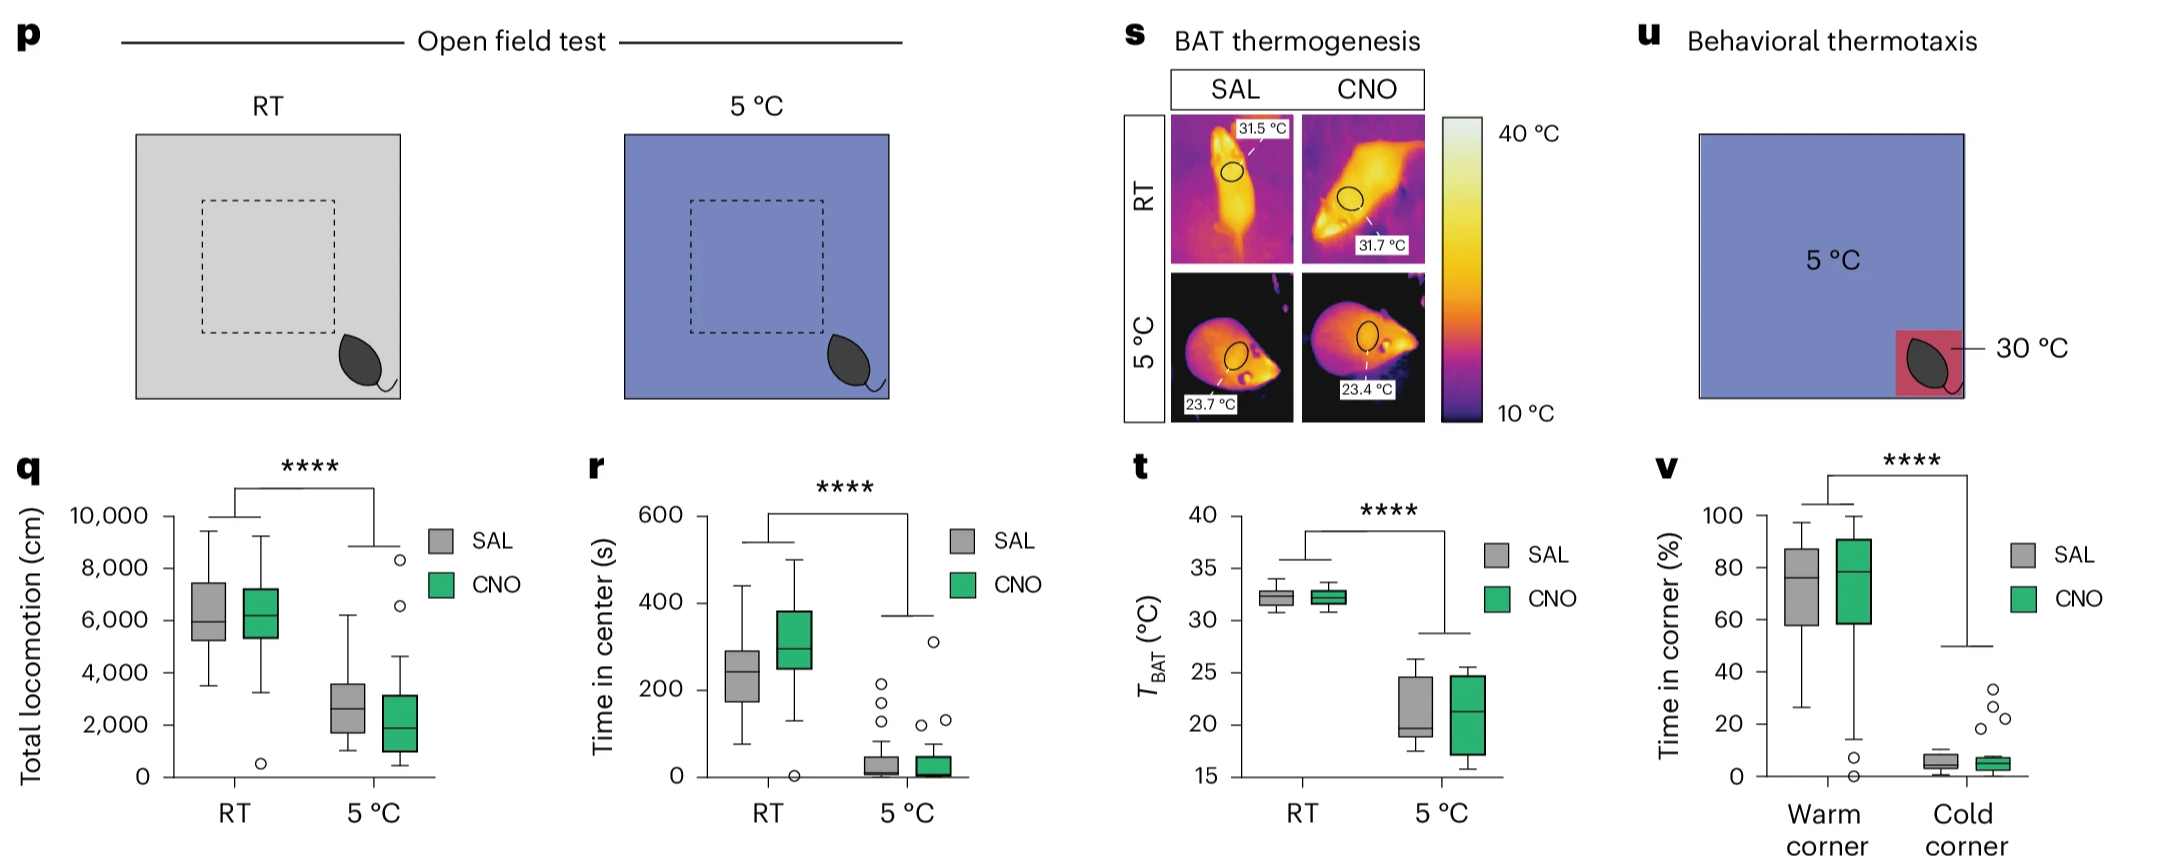 p
Open field test
RT
5 °C
s
BAT thermogenesis
SAL CNO
RT
31.5 °C
31.7 °C
5 °C
23.7 °C
23.4 °C
40 °C
10 °C
u
Behavioral thermotaxis
5 °C
30 °C
q
****
Total locomotion (cm)
10,000
8,000
6,000
4,000
2,000
0
RT 5 °C
SAL
CNO
r
****
Time in center (s)
600
400
200
0
RT 5 °C
SAL
CNO
t
****
TBAT (°C)
40
35
30
25
20
15
RT 5 °C
SAL
CNO
v
****
Time in corner (%)
100
80
60
40
20
0
Warm corner
Cold corner
SAL
CNO